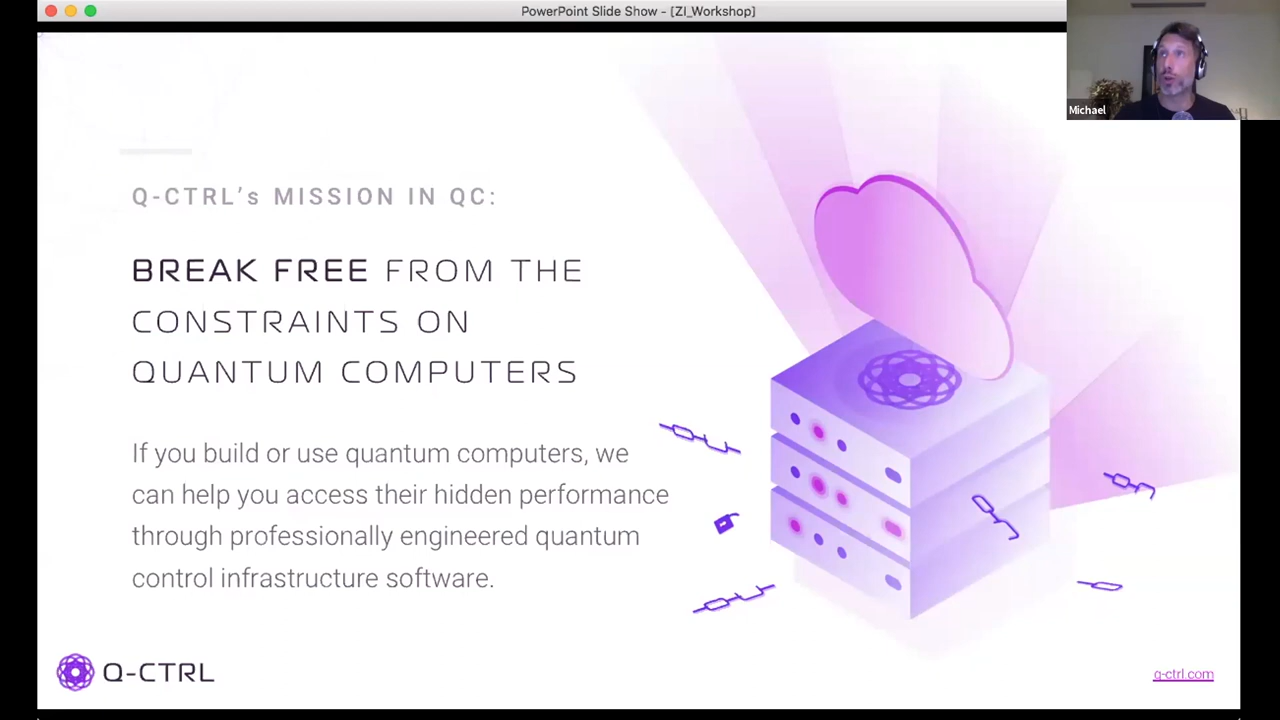 PowerPoint Slide Show - [ZI_Workshop]
Michael
Q-CTRL's MISSION IN QC:
BREAK FREE FROM THE
CONSTRAINTS ON
QUANTUM COMPUTERS
If you build or use quantum computers, we
can help you access their hidden performance
through professionally engineered quantum
control infrastructure software.
Q-CTRL
q-ctrl.com